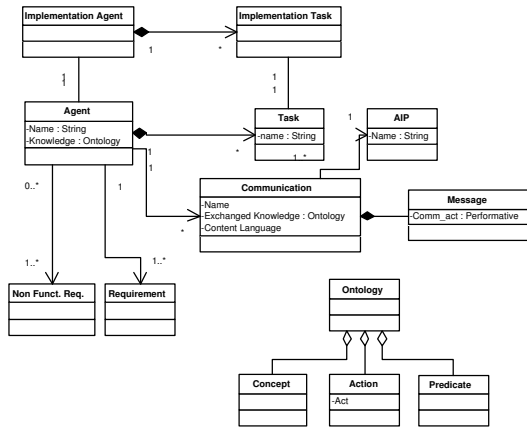 Implementation Agent
Implementation Task
1
*
1
1
1
1
Agent
-Name : String
-Knowledge : Ontology
Task
-name : String
AIP
-Name : String
1
1
*
1
1..*
Communication
-Name
-Exchanged Knowledge : Ontology
-Content Language
Message
-Comm_act : Performative
0..*
1
*
1..*
1..*
Non Funct. Req.
Requirement
Ontology
Concept
Action
-Act
Predicate